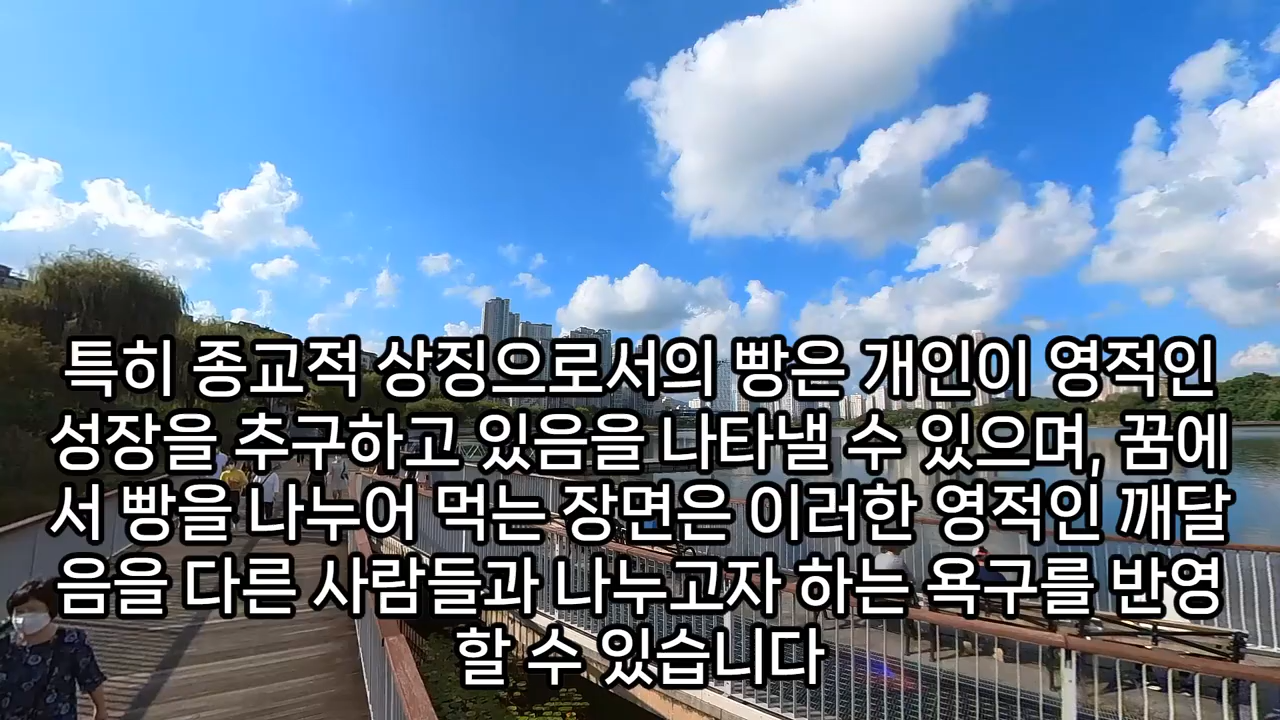 특히 종교적 상징으로서의 빵은 개인이 영적인
성장을 추구하고 있음을 나타낼 수 있으며, 꿈에
서 빵을 나누어 먹는 장면은 이러한 영적인 깨달
음을 다른 사람들과 나누고자 하는 욕구를 반영
할 수 있습니다